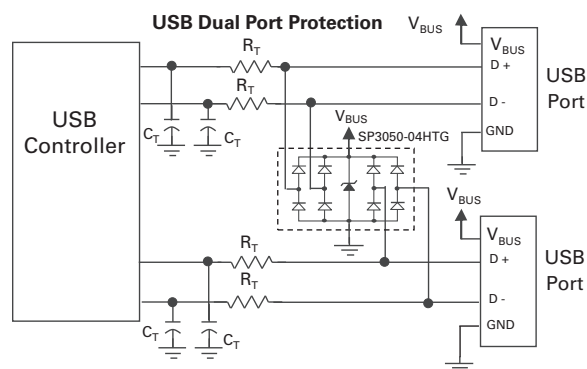 USB Dual Port Protection
USB
Controller
R_T
R_T
C_T
C_T
V_BUS
V_BUS
D +
D -
GND
USB
Port
V_BUS
SP3050-04HTG
R_T
R_T
C_T
C_T
V_BUS
V_BUS
D +
D -
GND
USB
Port